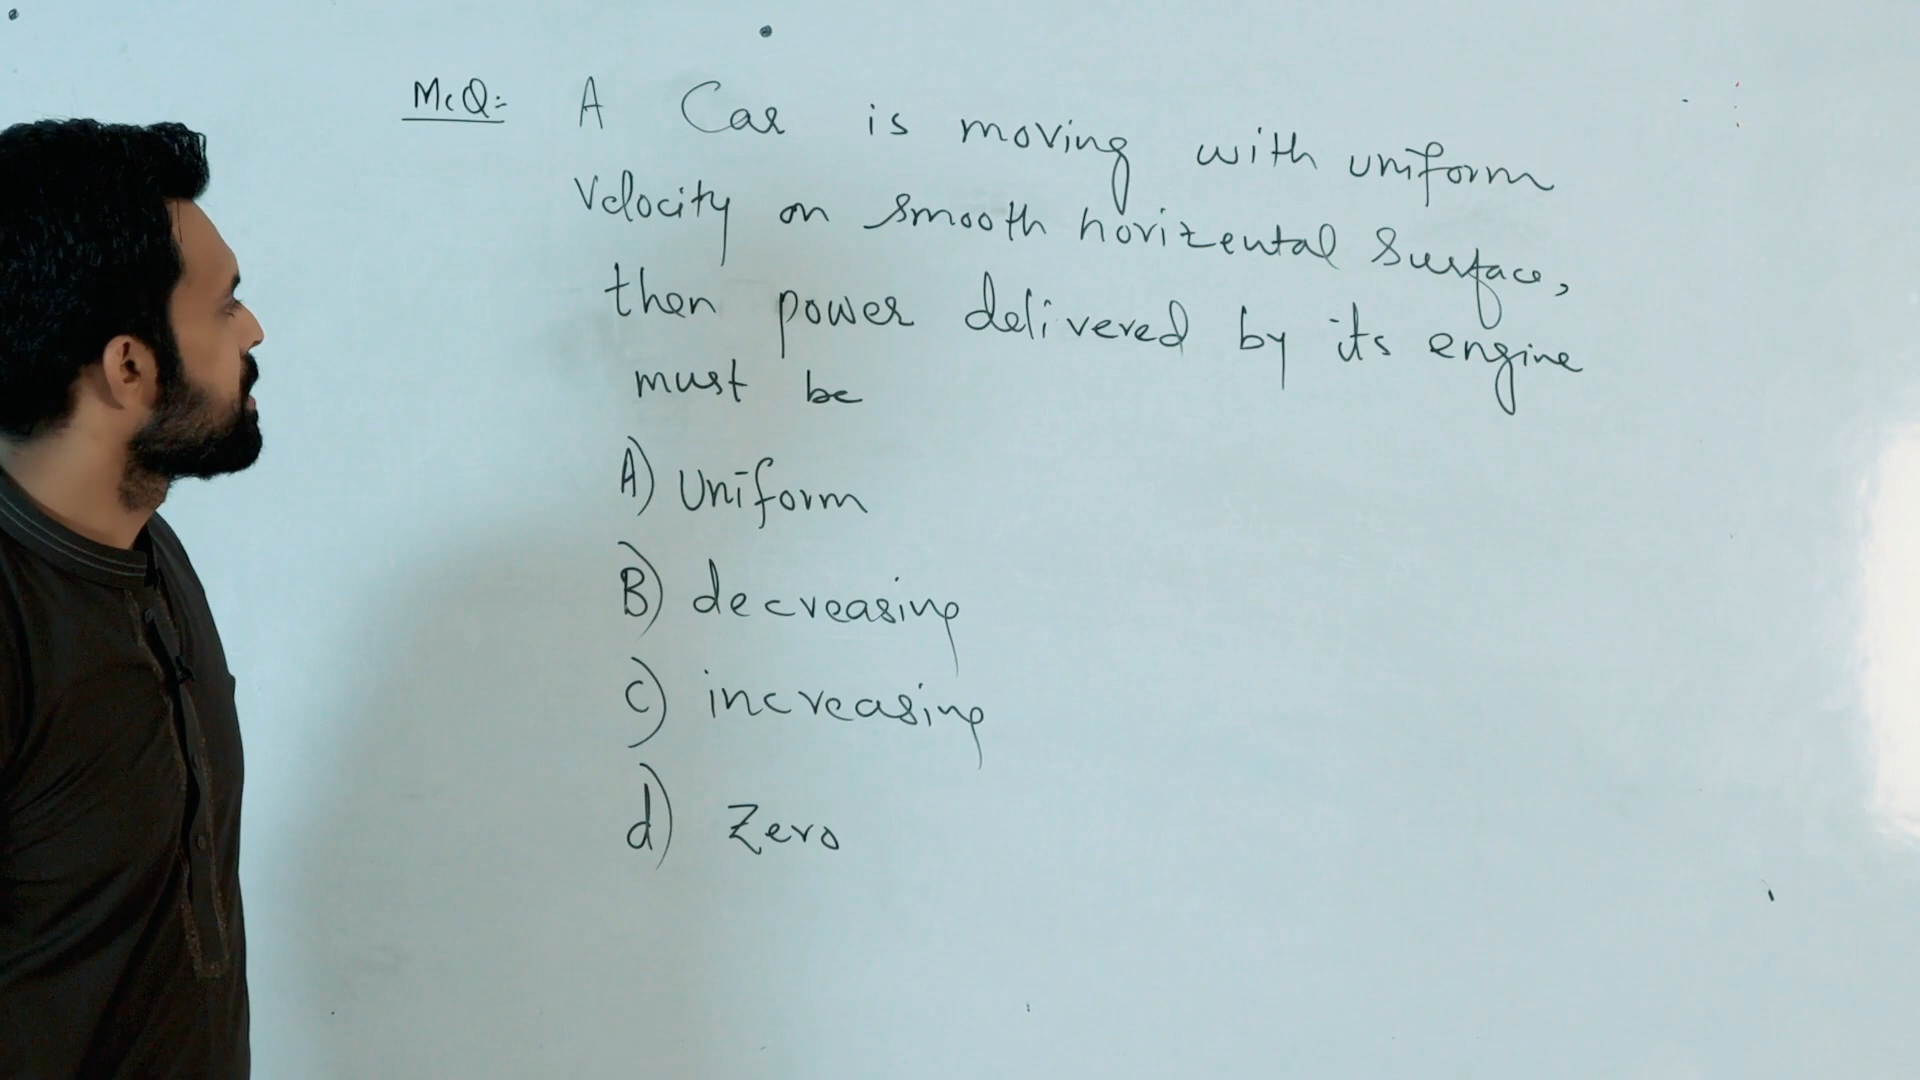 McQ:- A Car is moving with uniform
Velocity on smooth horizental Surface,
then power delivered by its engine
must be
A) Uniform
B) decreasing
C) increasing
d) Zero